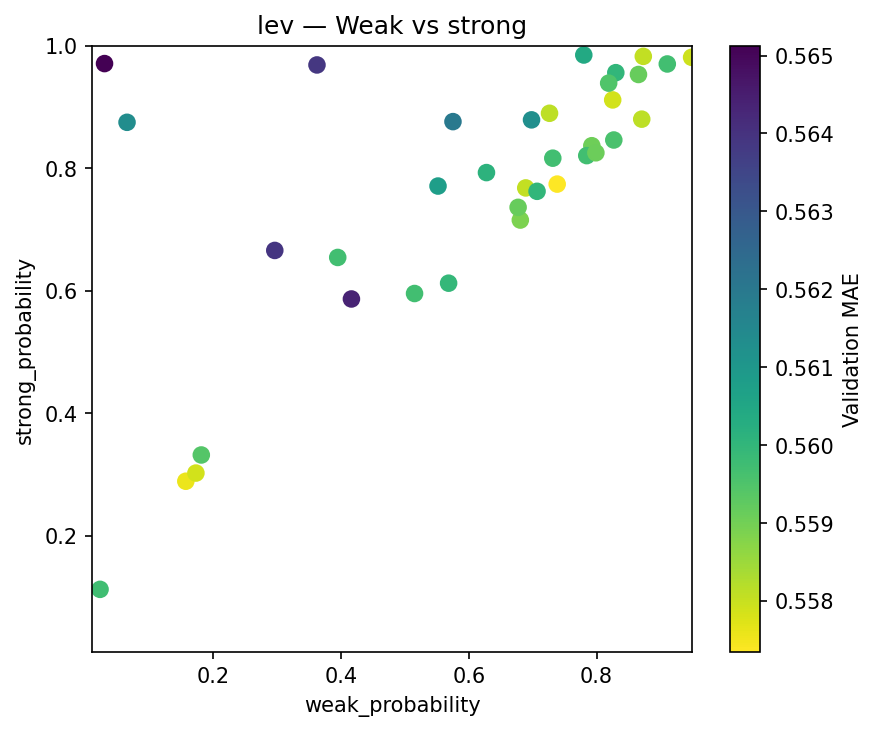 lev — Weak vs strong
1.0
0.8
0.6
0.4
0.2
strong_probability
0.2 0.4 0.6 0.8
weak_probability
0.565
0.564
0.563
0.562
0.561
0.560
0.559
0.558
Validation MAE